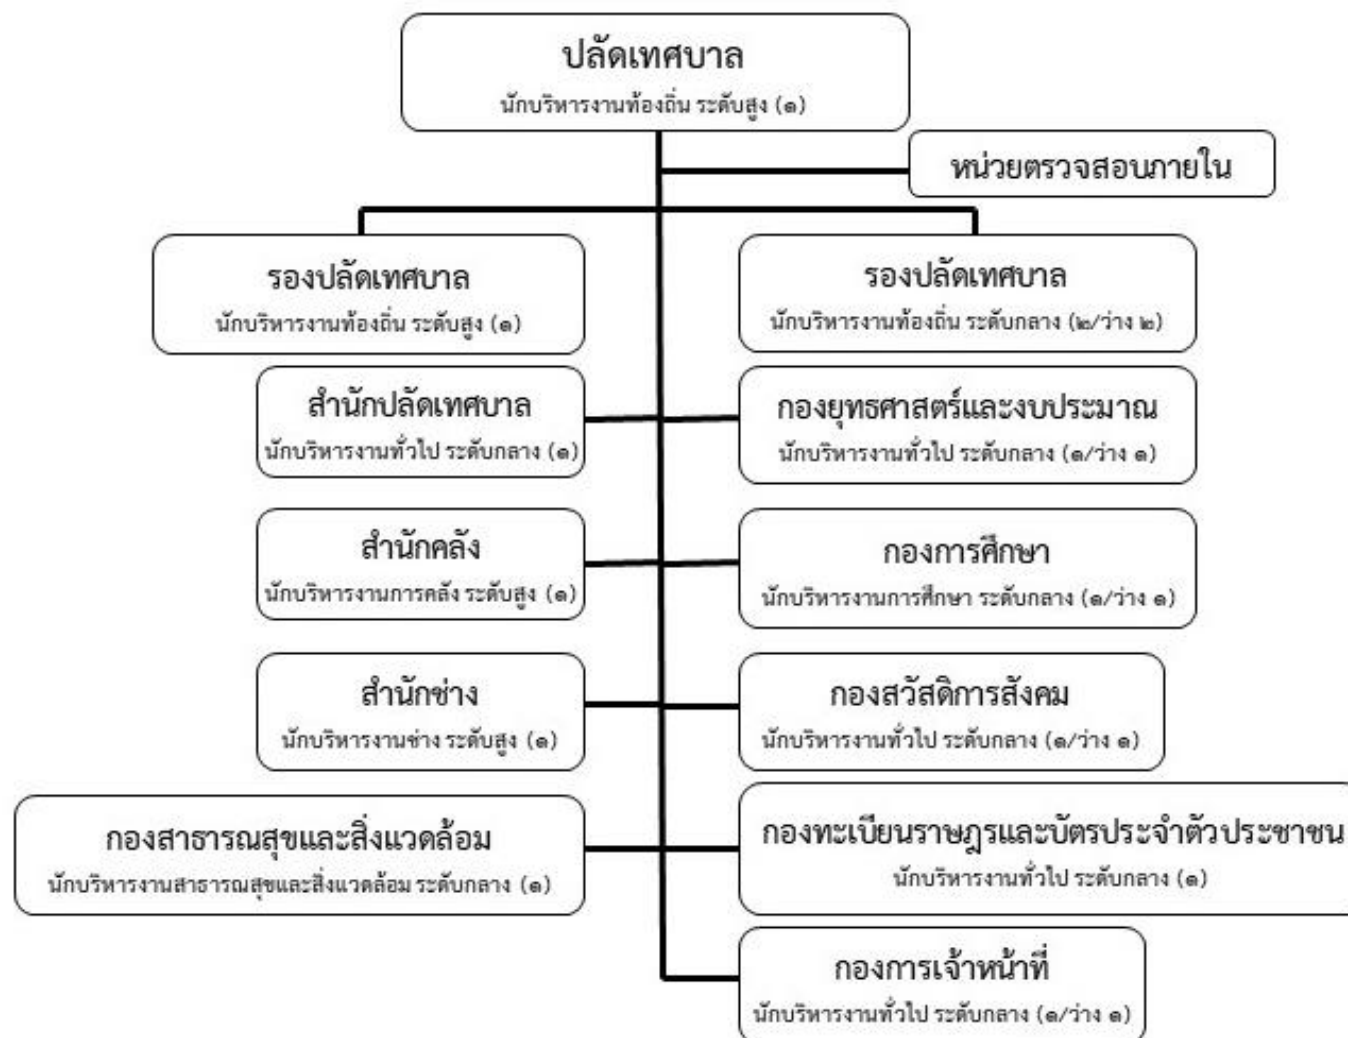 ปลัดเทศบาล
นักบริหารงานท้องถิ่น ระดับสูง (๑)
หน่วยตรวจสอบภายใน
รองปลัดเทศบาล
นักบริหารงานท้องถิ่น ระดับสูง (๑)
รองปลัดเทศบาล
นักบริหารงานท้องถิ่น ระดับกลาง (๒/ว่าง ๒)
สำนักปลัดเทศบาล
นักบริหารงานทั่วไป ระดับกลาง (๑)
กองยุทธศาสตร์และงบประมาณ
นักบริหารงานทั่วไป ระดับกลาง (๑/ว่าง ๑)
สำนักคลัง
นักบริหารงานการคลัง ระดับสูง (๑)
กองการศึกษา
นักบริหารงานการศึกษา ระดับกลาง (๑/ว่าง ๑)
สำนักช่าง
นักบริหารงานช่าง ระดับสูง (๑)
กองสวัสดิการสังคม
นักบริหารงานทั่วไป ระดับกลาง (๑/ว่าง ๑)
กองสาธารณสุขและสิ่งแวดล้อม
นักบริหารงานสาธารณสุขและสิ่งแวดล้อม ระดับกลาง (๑)
กองทะเบียนราษฎรและบัตรประจำตัวประชาชน
นักบริหารงานทั่วไป ระดับกลาง (๑)
กองการเจ้าหน้าที่
นักบริหารงานทั่วไป ระดับกลาง (๑/ว่าง ๑)